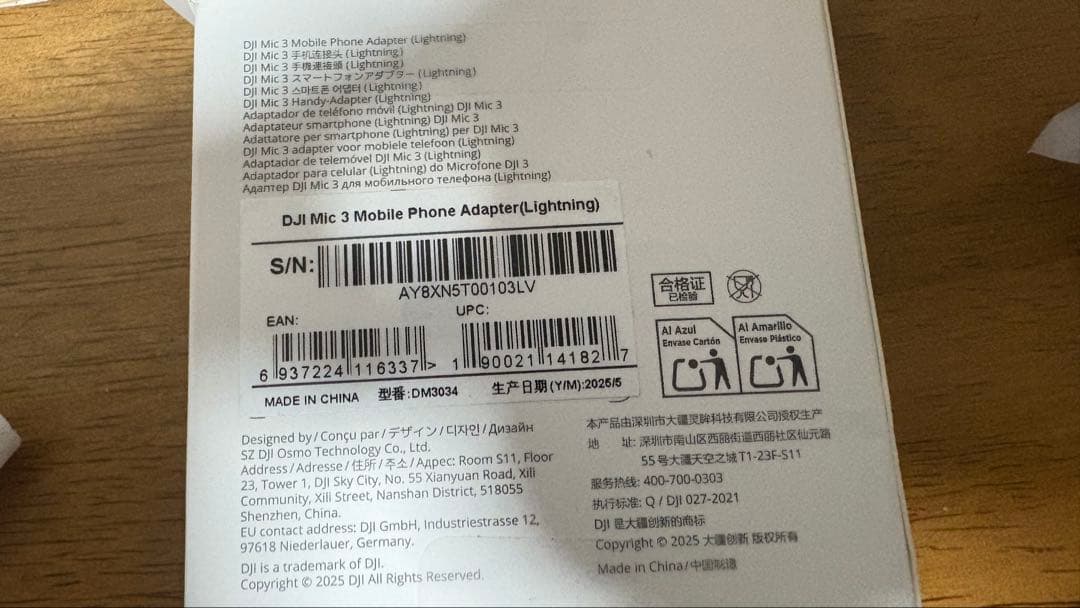 DJI Mic 3 Mobile Phone Adapter (Lightning)
DJI Mic 3 手机连接头 (Lightning)
DJI Mic 3 手機連接頭 (Lightning)
DJI Mic 3 スマートフォンアダプター (Lightning)
DJI Mic 3 스마트폰 어댑터 (Lightning)
DJI Mic 3 Handy-Adapter (Lightning)
Adaptador de teléfono móvil (Lightning) DJI Mic 3
Adaptateur smartphone (Lightning) DJI Mic 3
Adattatore per smartphone (Lightning) per DJI Mic 3
DJI Mic 3 adapter voor mobiele telefoon (Lightning)
Adaptador de telemóvel DJI Mic 3 (Lightning)
Adaptador para celular (Lightning) do Microfone DJI 3
Адаптер DJI Mic 3 для мобильного телефона (Lightning)
DJI Mic 3 Mobile Phone Adapter(Lightning)
S/N:
AY8XN5T00103LV
EAN:
6 937224 116337>
UPC:
1 90021 14182 7
MADE IN CHINA 型番:DM3034 生产日期(Y/M):2025/5
合格证
已检验
Al Azul
Envase Cartón
Al Amarillo
Envase Plástico
Designed by/Conçu par/デザイン/디자인/Дизайн
SZ DJI Osmo Technology Co., Ltd.
Address/Adresse/住所/주소/Адрес: Room S11, Floor
23, Tower 1, DJI Sky City, No. 55 Xianyuan Road, Xili
Community, Xili Street, Nanshan District, 518055
Shenzhen, China.
EU contact address: DJI GmbH, Industriestrasse 12,
97618 Niederlauer, Germany.
DJI is a trademark of DJI.
Copyright © 2025 DJI All Rights Reserved.
本产品由深圳市大疆灵眸科技有限公司授权生产
地 址: 深圳市南山区西丽街道西丽社区仙元路
55号大疆天空之城T1-23F-S11
服务热线: 400-700-0303
执行标准: Q / DJI 027-2021
DJI 是大疆创新的商标
Copyright © 2025 大疆创新 版权所有
Made in China/中国制造